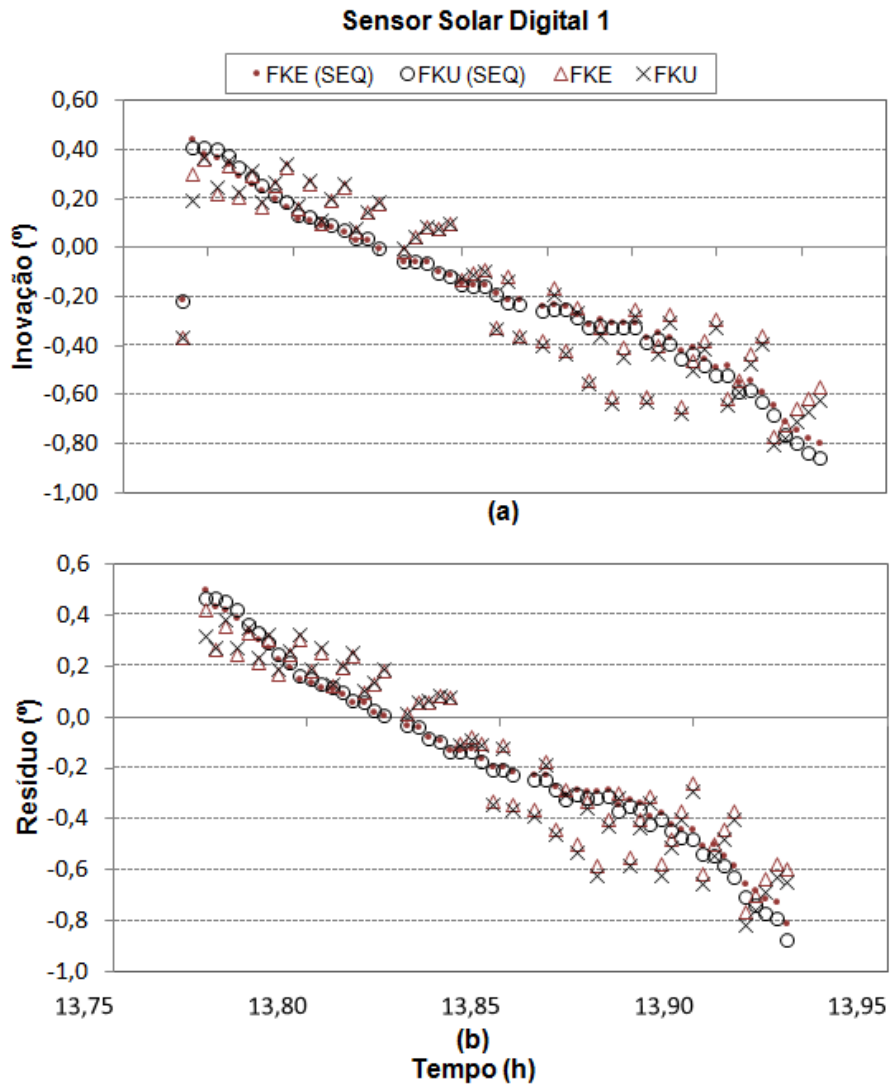 Sensor Solar Digital 1
FKE (SEQ) FKU (SEQ) FKE FKU
0,60
0,40
0,20
0,00
-0,20
-0,40
-0,60
-0,80
-1,00
Inovação (º)
(a)
0,6
0,4
0,2
0,0
-0,2
-0,4
-0,6
-0,8
-1,0
Resíduo (º)
13,75 13,80 13,85 13,90 13,95
(b)
Tempo (h)